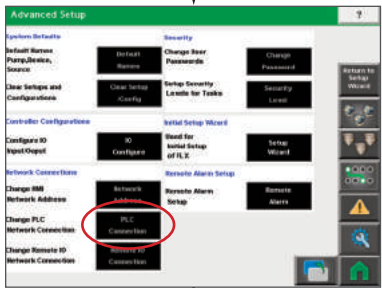 Advanced Setup
?
System Defaults
Security
Default Names
Pump, Device,
Source
Default
Names
Change User
Passwords
Change
Password
Return to
Setup
Wizard
Clear Setups and
Configurations
Clear Setup
/Config
Setup Security
Levels for Tasks
Security
Level
Controller Configurations
Initial Setup Wizard
Configure IO
Input/Ouput
IO
Configure
Used for
Initial Setup
of
Setup
Wizard
Network Connections
Remote Alarm Setup
Change HMI
Network Address
Network
Address
Remote Alarm
Setup
Remote
Alarm
Change PLC
Network Connection
PLC
Connection
Change Remote IO
Network Connection
Remote IO
Connection